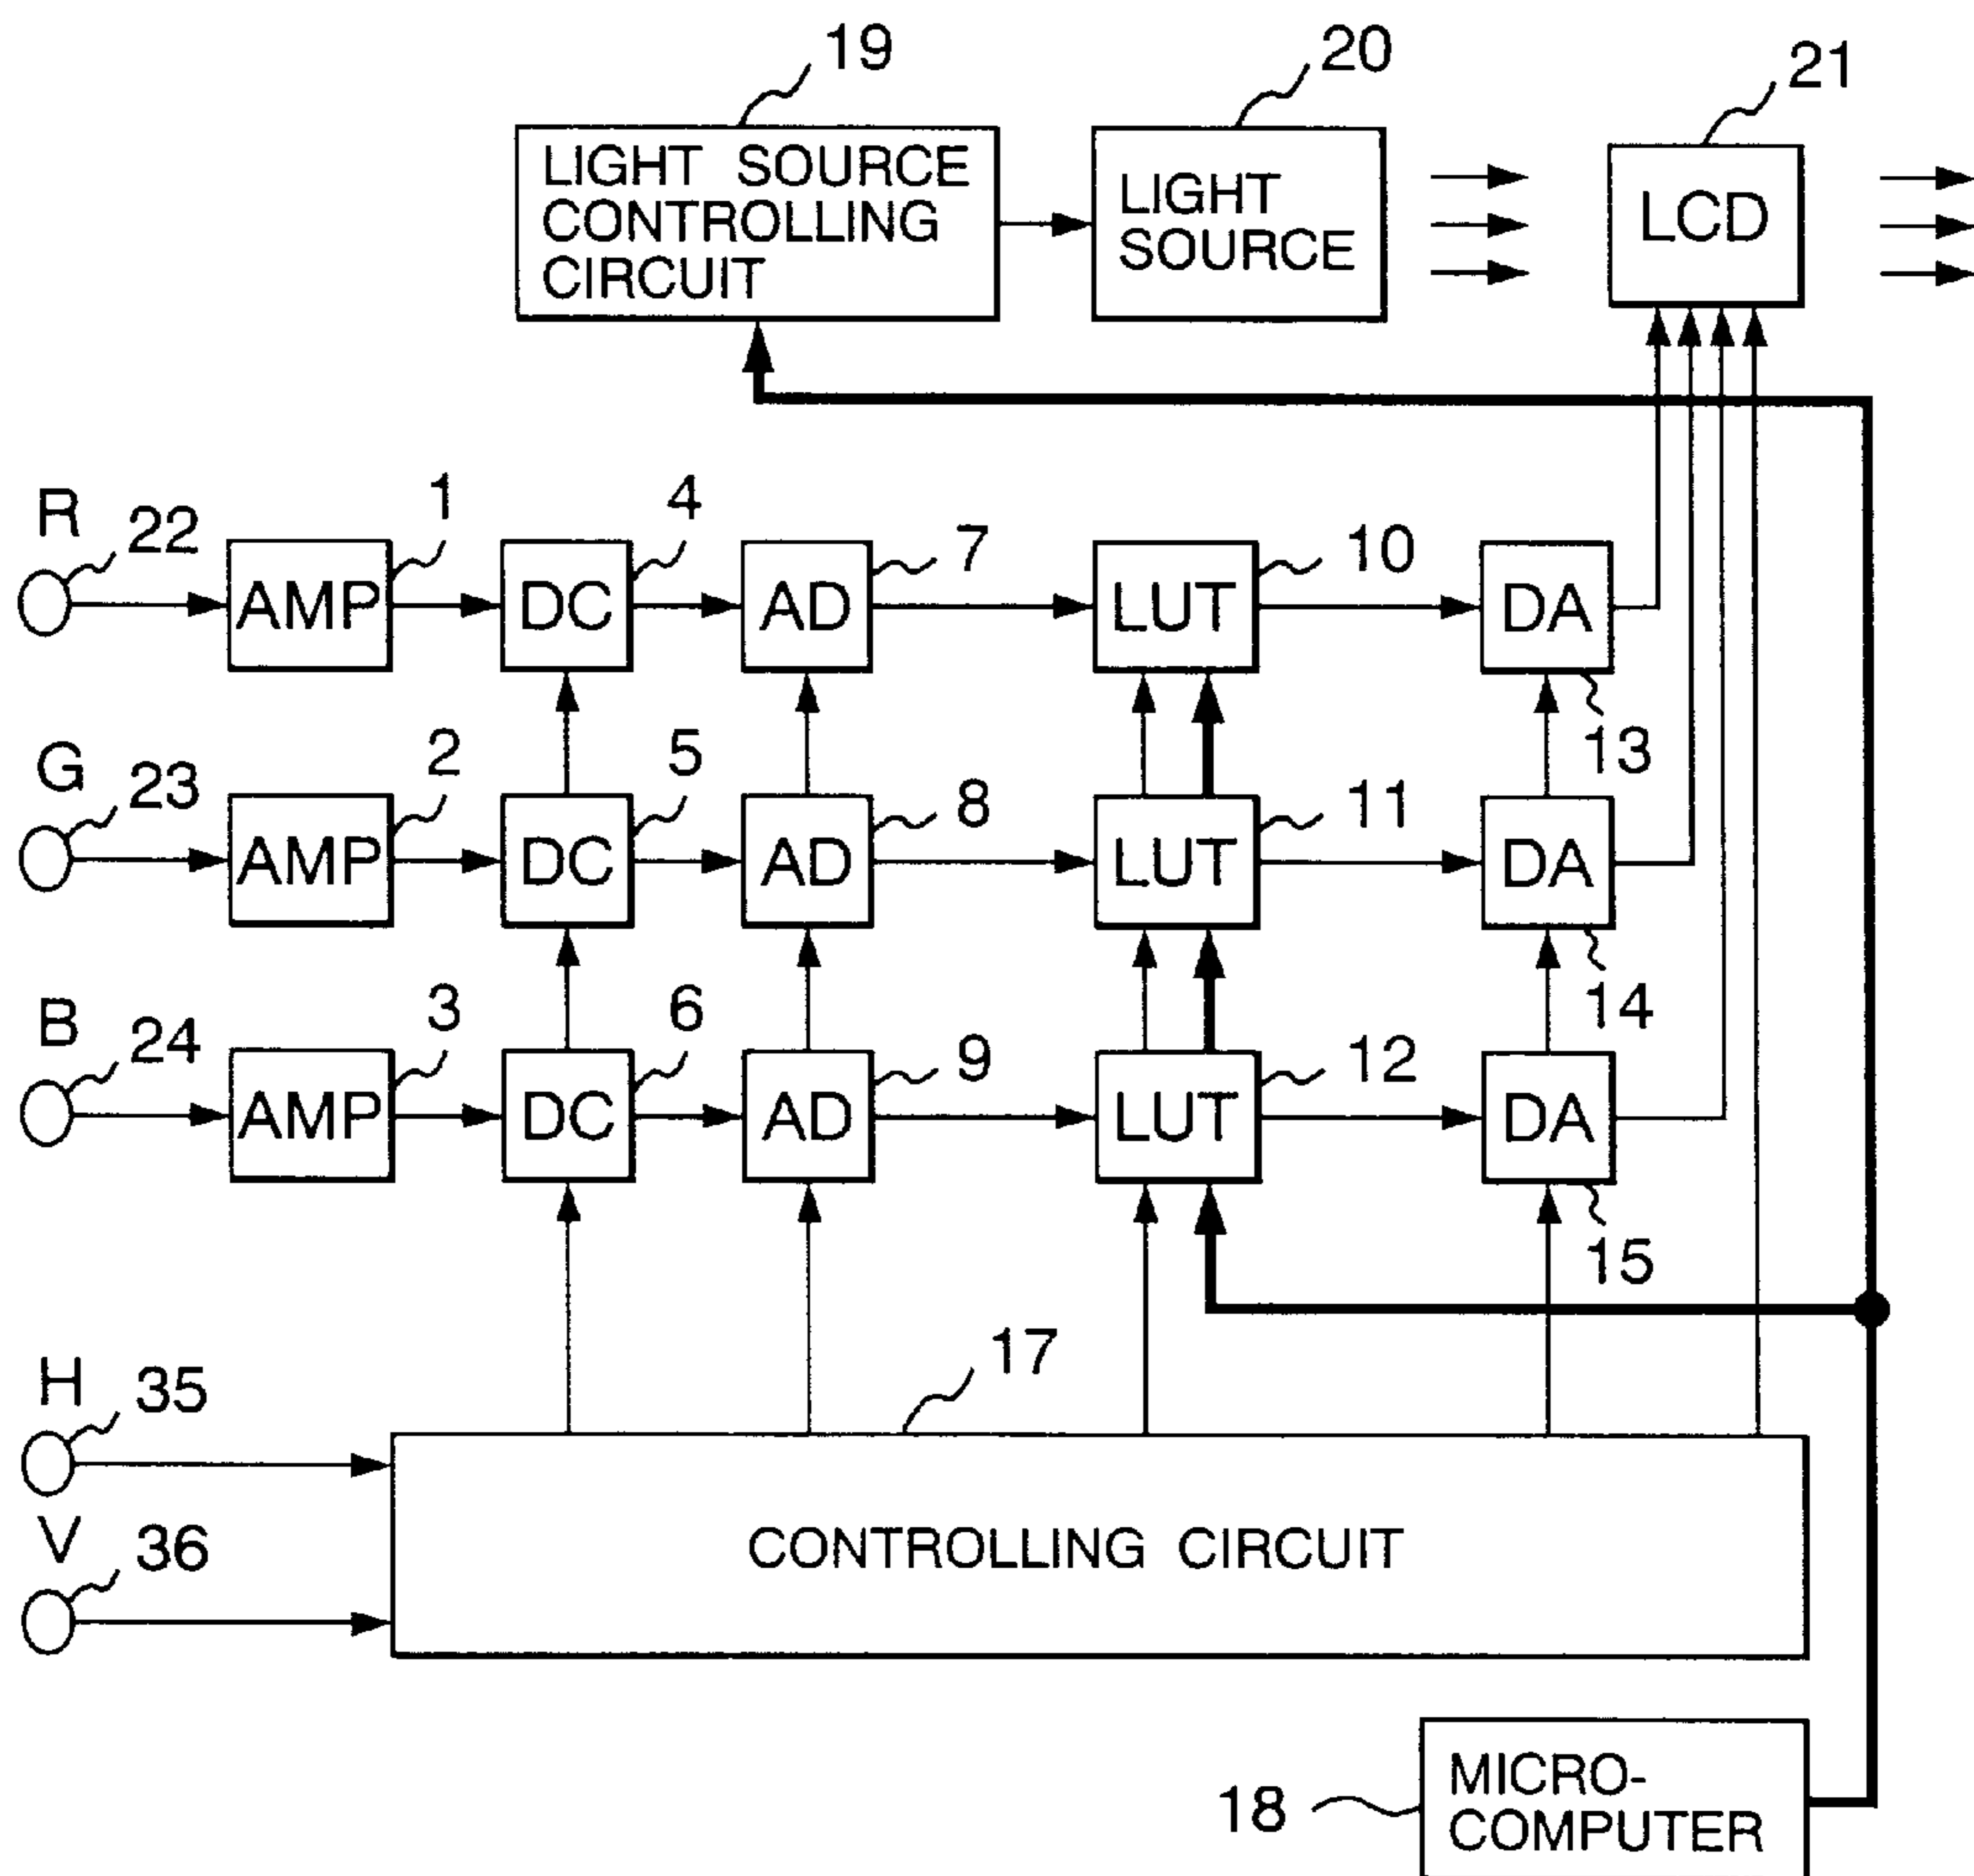 19
20
21
LIGHT SOURCE
CONTROLLING
CIRCUIT
LIGHT
SOURCE
LCD
R
22
1
4
7
10
AMP
DC
AD
LUT
DA
13
G
23
2
5
8
11
AMP
DC
AD
LUT
DA
14
B
24
3
6
9
12
AMP
DC
AD
LUT
DA
15
H
35
17
V
36
CONTROLLING CIRCUIT
18
MICRO-
COMPUTER